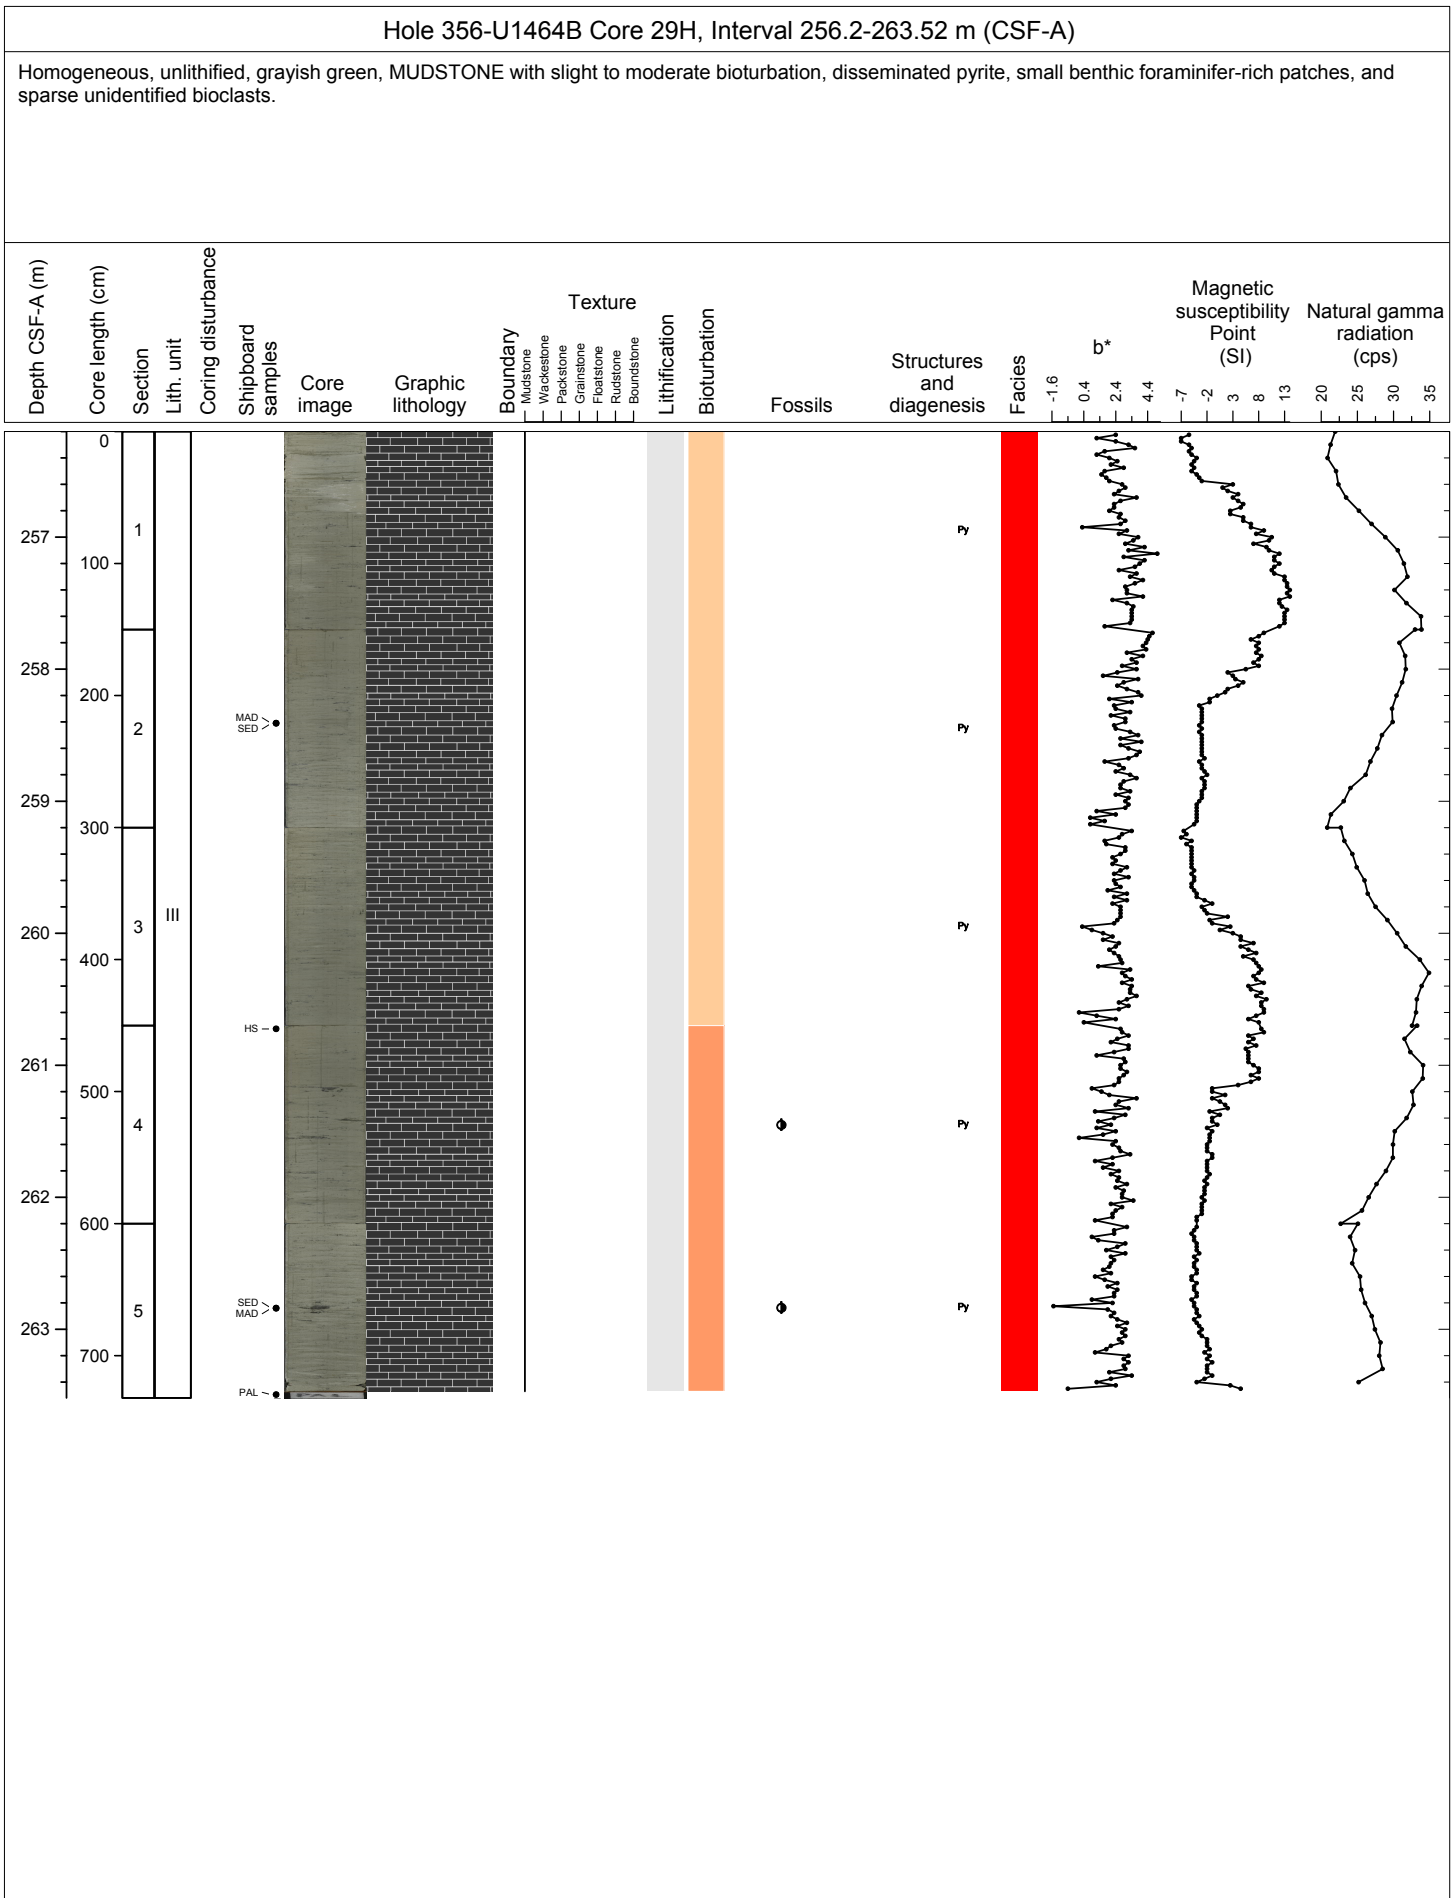 Hole 356-U1464B Core 29H, Interval 256.2-263.52 m (CSF-A)
Homogeneous, unlithified, grayish green, MUDSTONE with slight to moderate bioturbation, disseminated pyrite, small benthic foraminifer-rich patches, and
sparse unidentified bioclasts.
Depth CSF-A (m)
Core length (cm)
Section
Lith. unit
Coring disturbance
Shipboard
samples
Core
image
Graphic
lithology
Boundary
Texture
Mudstone
Wackestone
Packstone
Grainstone
Floatstone
Rudstone
Boundstone
Lithification
Bioturbation
Fossils
Structures
and
diagenesis
Facies
b*
-1.6
0.4
2.4
4.4
Magnetic
susceptibility
Point
(SI)
-7
-2
3
8
13
Natural gamma
radiation
(cps)
20
25
30
35
0
1
Py
257
100
258
200
MAD
SED
2
Py
259
300
III
3
Py
260
400
HS
261
500
4
Py
262
600
SED
MAD
5
Py
263
700
PAL